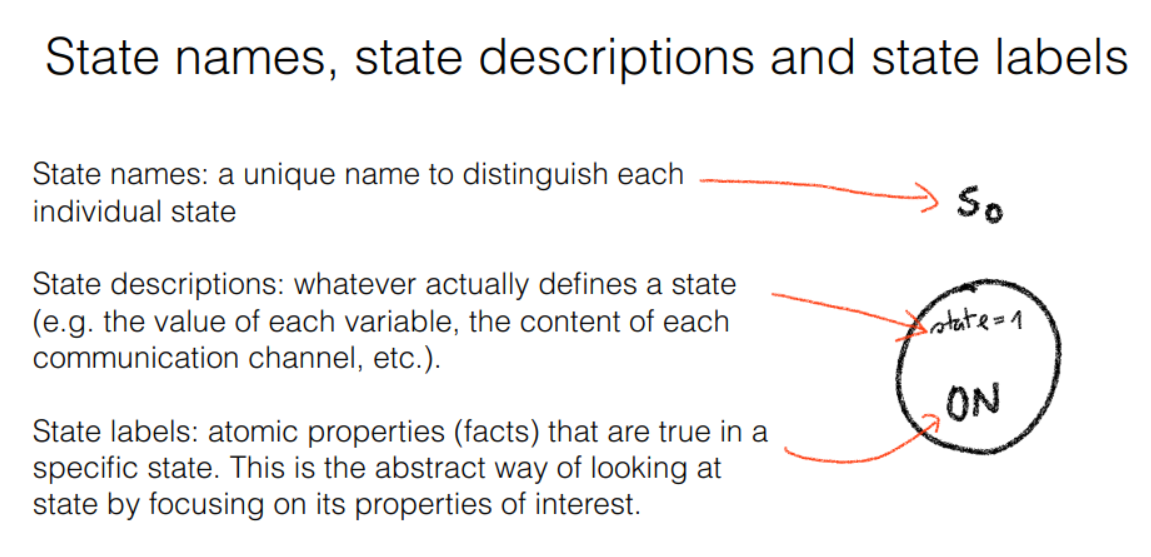 State names, state descriptions and state labels
State names: a unique name to distinguish each
individual state
So
State descriptions: whatever actually defines a state
(e.g. the value of each variable, the content of each
communication channel, etc.).
state=1
ON
State labels: atomic properties (facts) that are true in a
specific state. This is the abstract way of looking at
state by focusing on its properties of interest.